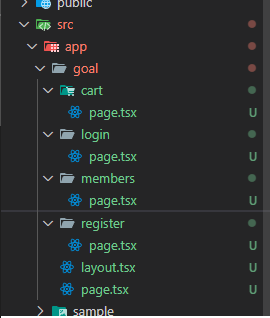 public
src
app
goal
cart
page.tsx U
login
page.tsx U
members
page.tsx U
register
page.tsx U
layout.tsx U
page.tsx U
sample